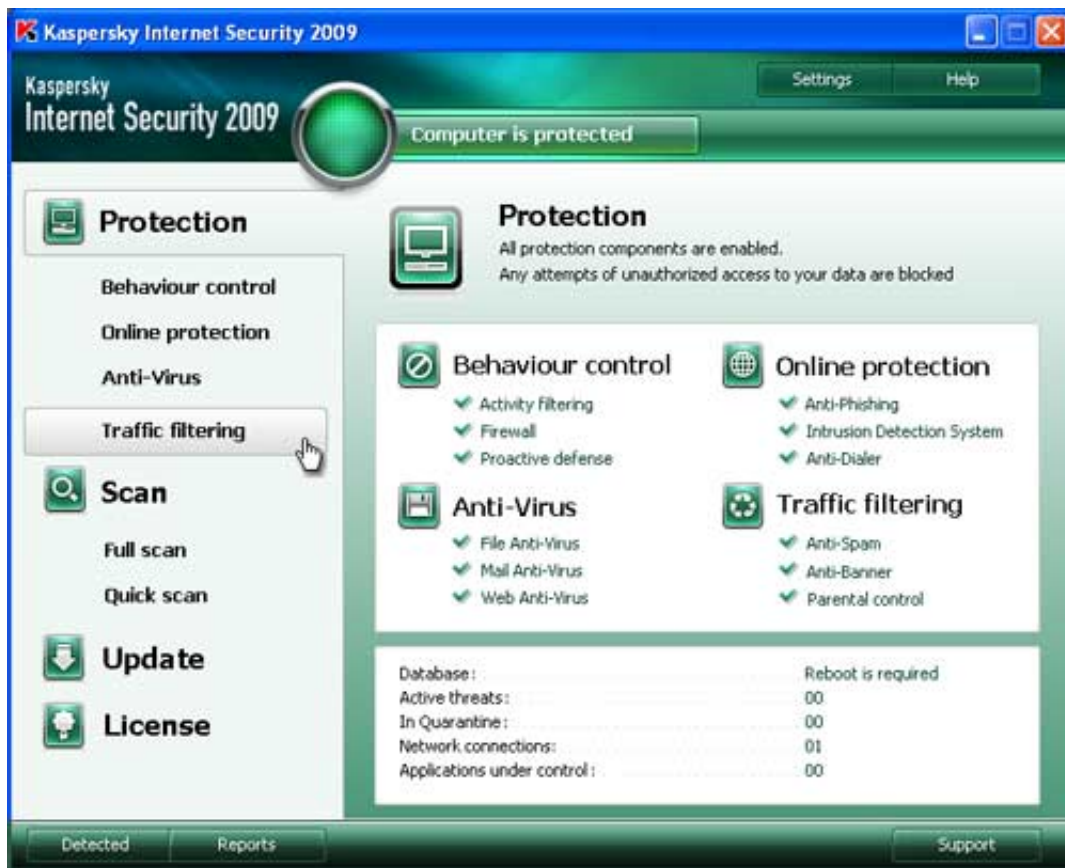 Kaspersky Internet Security 2009
Kaspersky
Internet Security 2009
Settings
Help
Computer is protected
Protection
Behaviour control
Online protection
Anti-Virus
Traffic filtering
Scan
Full scan
Quick scan
Update
License
Protection
All protection components are enabled.
Any attempts of unauthorized access to your data are blocked
Behaviour control
Activity filtering
Firewall
Proactive defense
Online protection
Anti-Phishing
Intrusion Detection System
Anti-Dialer
Anti-Virus
File Anti-Virus
Mail Anti-Virus
Web Anti-Virus
Traffic filtering
Anti-Spam
Anti-Banner
Parental control
Database: Reboot is required
Active threats: 00
In Quarantine: 00
Network connections: 01
Applications under control: 00
Detected
Reports
Support